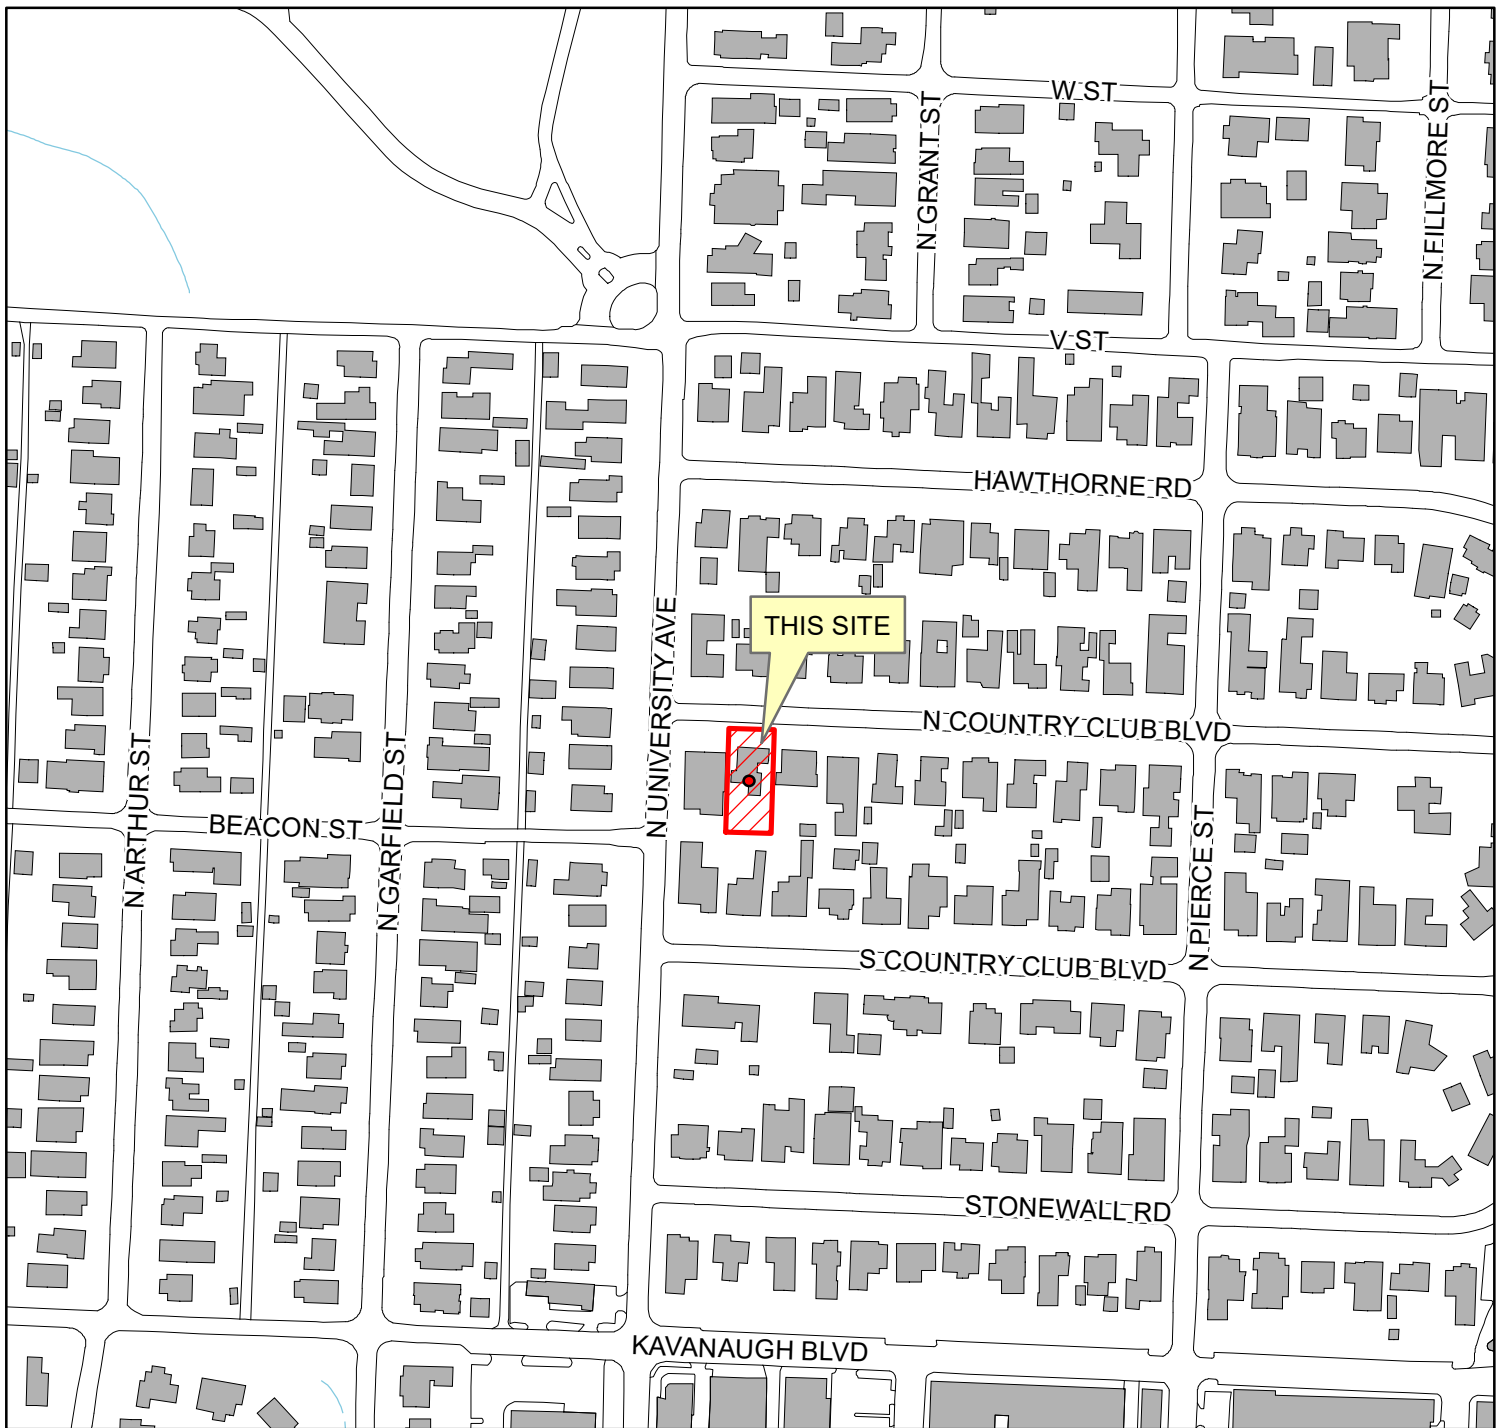 W ST
N GRANT ST
N FILLMORE ST
V ST
HAWTHORNE RD
THIS SITE
N UNIVERSITY AVE
N COUNTRY CLUB BLVD
N ARTHUR ST
N GARFIELD ST
BEACON ST
N PIERCE ST
S COUNTRY CLUB BLVD
STONEWALL RD
KAVANAUGH BLVD